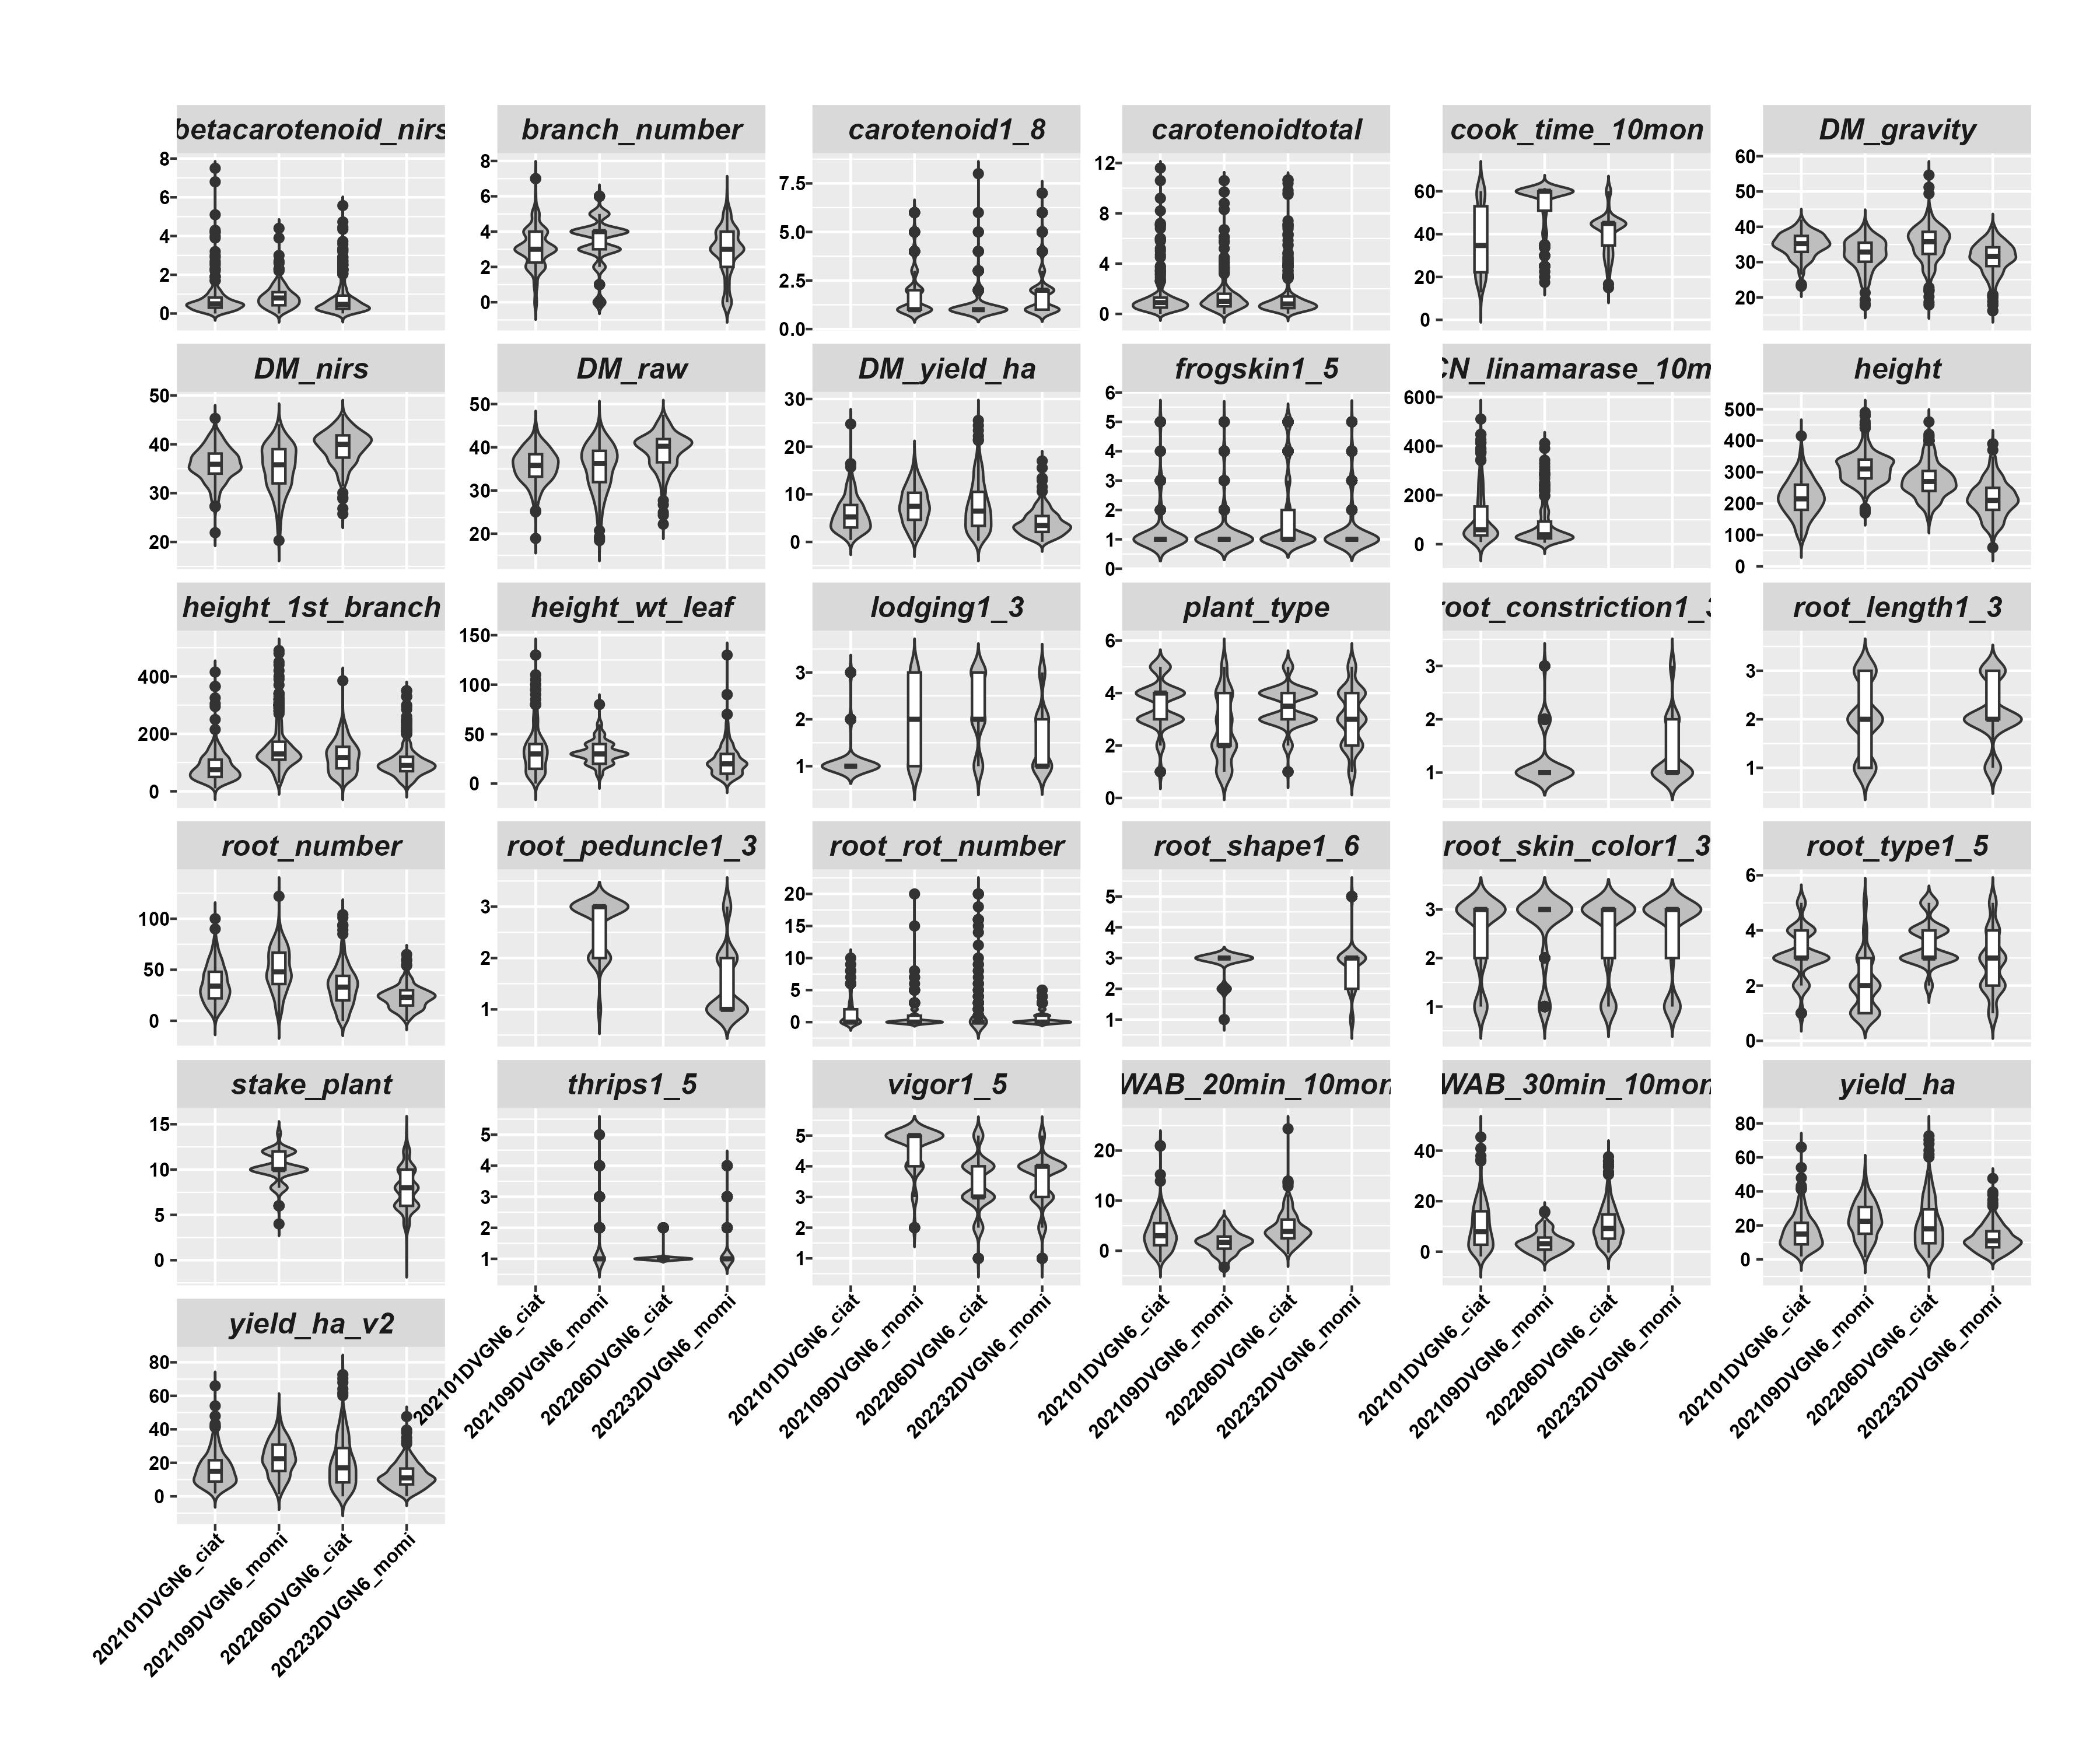 betacarotenoid_nirs branch_number carotenoid1_8 carotenoidtotal cook_time_10mon DM_gravity
8 6 4 2 0
8 6 4 2 0
7.5 5.0 2.5 0.0
12 8 4 0
60 40 20 0
60 50 40 30 20
DM_nirs DM_raw DM_yield_ha frogskin1_5 CN_linamarase_10m height
50 40 30 20
50 40 30 20
30 20 10 0
6 5 4 3 2 1 0
600 400 200 0
500 400 300 200 100 0
height_1st_branch height_wt_leaf lodging1_3 plant_type root_constriction1_3 root_length1_3
400 200 0
150 100 50 0
3 2 1
6 4 2 0
3 2 1
3 2 1
root_number root_peduncle1_3 root_rot_number root_shape1_6 root_skin_color1_3 root_type1_5
100 50 0
3 2 1
20 15 10 5 0
5 4 3 2 1
3 2 1
6 4 2 0
stake_plant thrips1_5 vigor1_5 WAB_20min_10mon WAB_30min_10mon yield_ha
15 10 5 0
5 4 3 2 1
5 4 3 2 1
20 10 0
40 20 0
80 60 40 20 0
202101DVGN6_ciat 202109DVGN6_momi 202206DVGN6_ciat 202232DVGN6_momi
202101DVGN6_ciat 202109DVGN6_momi 202206DVGN6_ciat 202232DVGN6_momi
202101DVGN6_ciat 202109DVGN6_momi 202206DVGN6_ciat 202232DVGN6_momi
202101DVGN6_ciat 202109DVGN6_momi 202206DVGN6_ciat 202232DVGN6_momi
202101DVGN6_ciat 202109DVGN6_momi 202206DVGN6_ciat 202232DVGN6_momi
yield_ha_v2
80 60 40 20 0
202101DVGN6_ciat 202109DVGN6_momi 202206DVGN6_ciat 202232DVGN6_momi